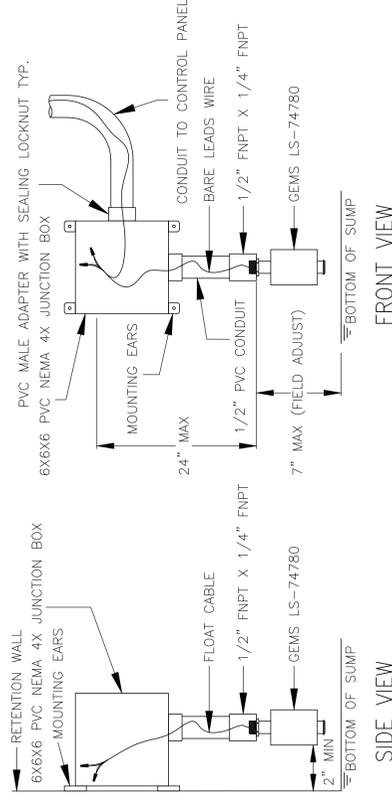 RETENTION WALL
6X6X6 PVC NEMA 4X JUNCTION BOX
MOUNTING EARS
FLOAT CABLE
1/2" FNPT X 1/4" FNPT
GEMS LS-74780
2" MIN
BOTTOM OF SUMP
SIDE VIEW
PVC MALE ADAPTER WITH SEALING LOCKNUT TYP.
6X6X6 PVC NEMA 4X JUNCTION BOX
MOUNTING EARS
24" MAX
1/2" PVC CONDUIT
7" MAX (FIELD ADJUST)
CONDUIT TO CONTROL PANEL
BARE LEADS WIRE
1/2" FNPT X 1/4" FNPT
GEMS LS-74780
BOTTOM OF SUMP
FRONT VIEW